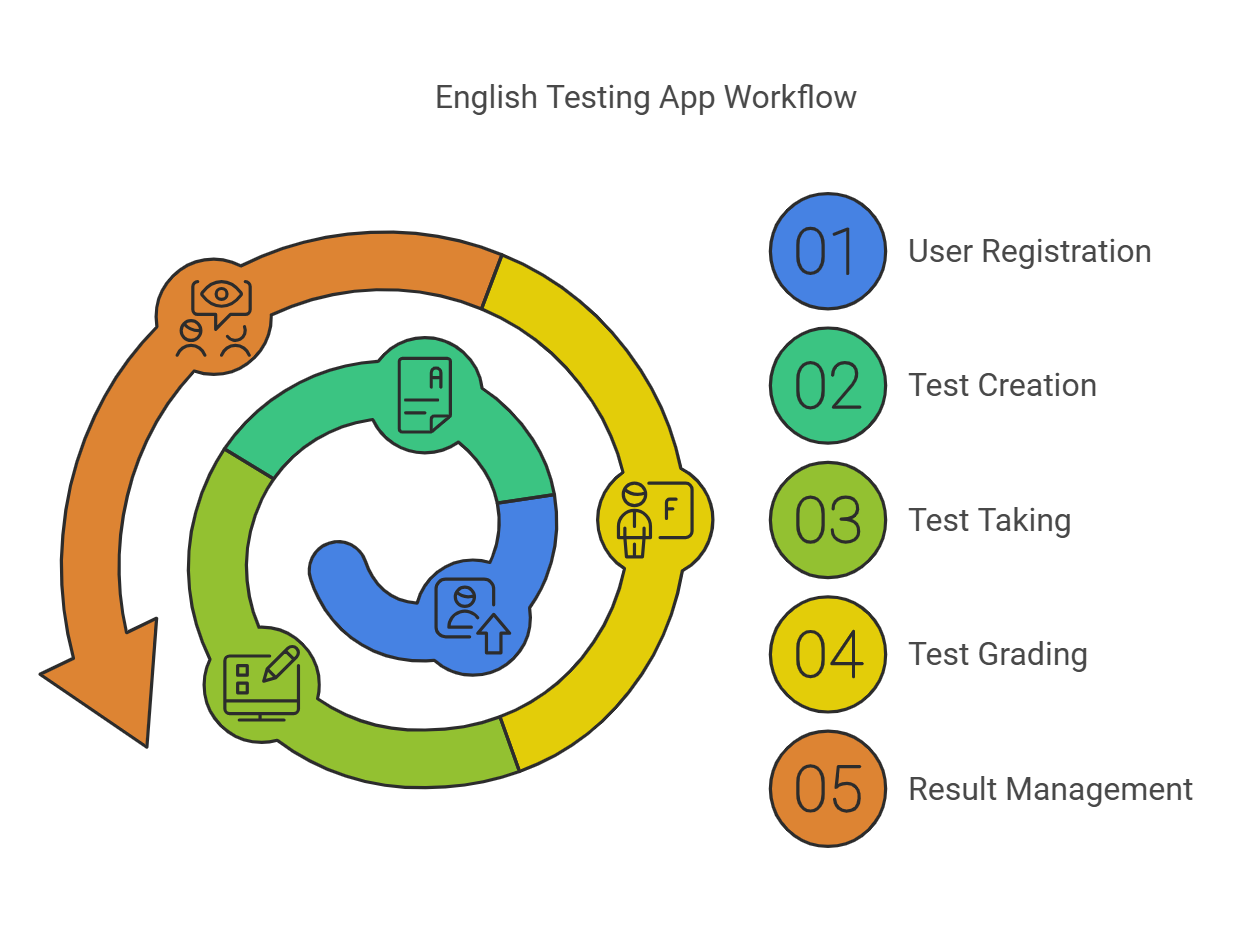 English Testing App Workflow
01 User Registration
A
02 Test Creation
F
03 Test Taking
04 Test Grading
05 Result Management